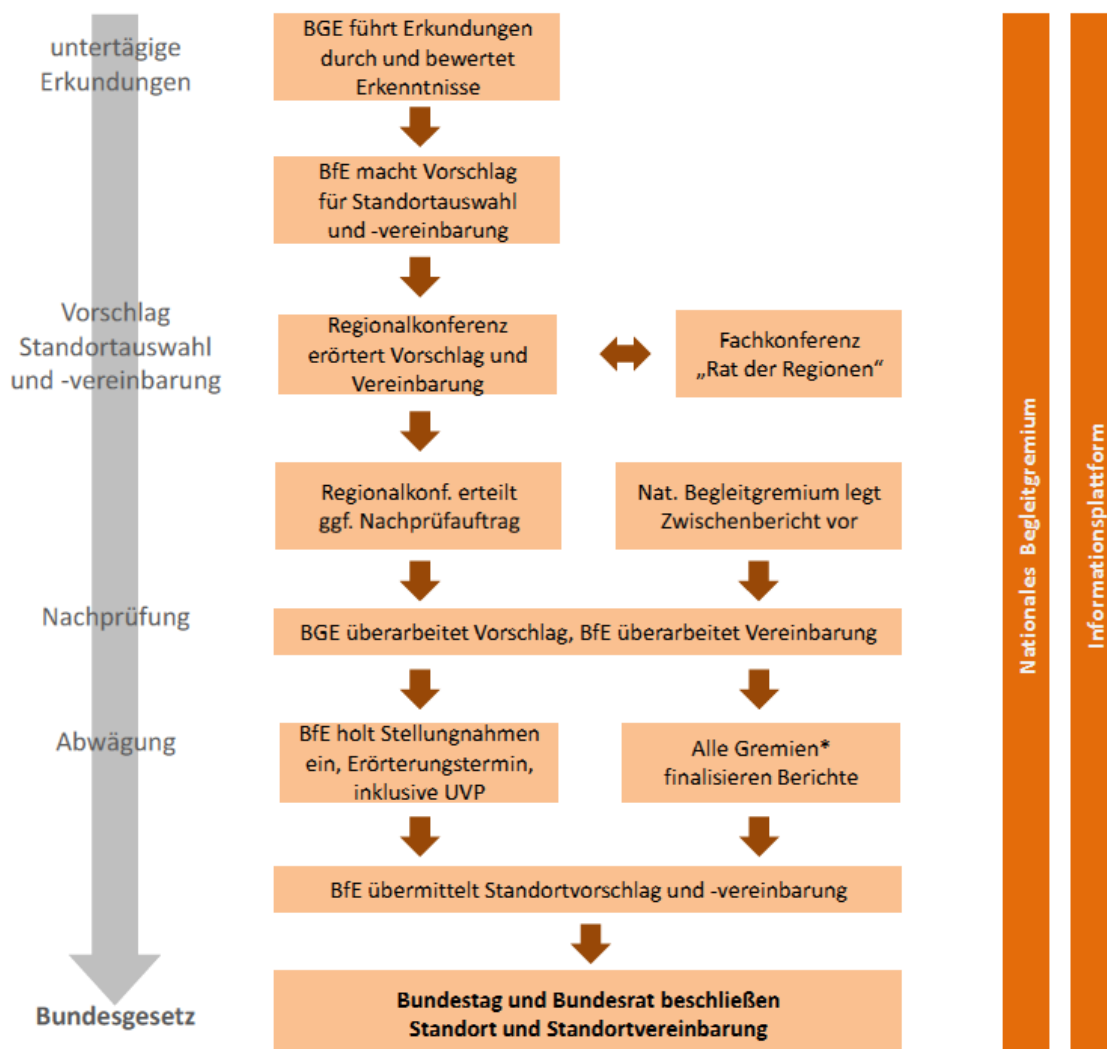 untertägige
Erkundungen
BGE führt Erkundungen
durch und bewertet
Erkenntnisse
BfE macht Vorschlag
für Standortauswahl
und -vereinbarung
Vorschlag
Standortauswahl
und -vereinbarung
Regionalkonferenz
erörtert Vorschlag und
Vereinbarung
Fachkonferenz
„Rat der Regionen“
Regionalkonf. erteilt
ggf. Nachprüfauftrag
Nat. Begleitgremium legt
Zwischenbericht vor
Nachprüfung
BGE überarbeitet Vorschlag, BfE überarbeitet Vereinbarung
Abwägung
BfE holt Stellungnahmen
ein, Erörterungstermin,
inklusive UVP
Alle Gremien*
finalisieren Berichte
BfE übermittelt Standortvorschlag und -vereinbarung
Bundesgesetz
Bundestag und Bundesrat beschließen
Standort und Standortvereinbarung
Nationales Begleitgremium
Informationsplattform